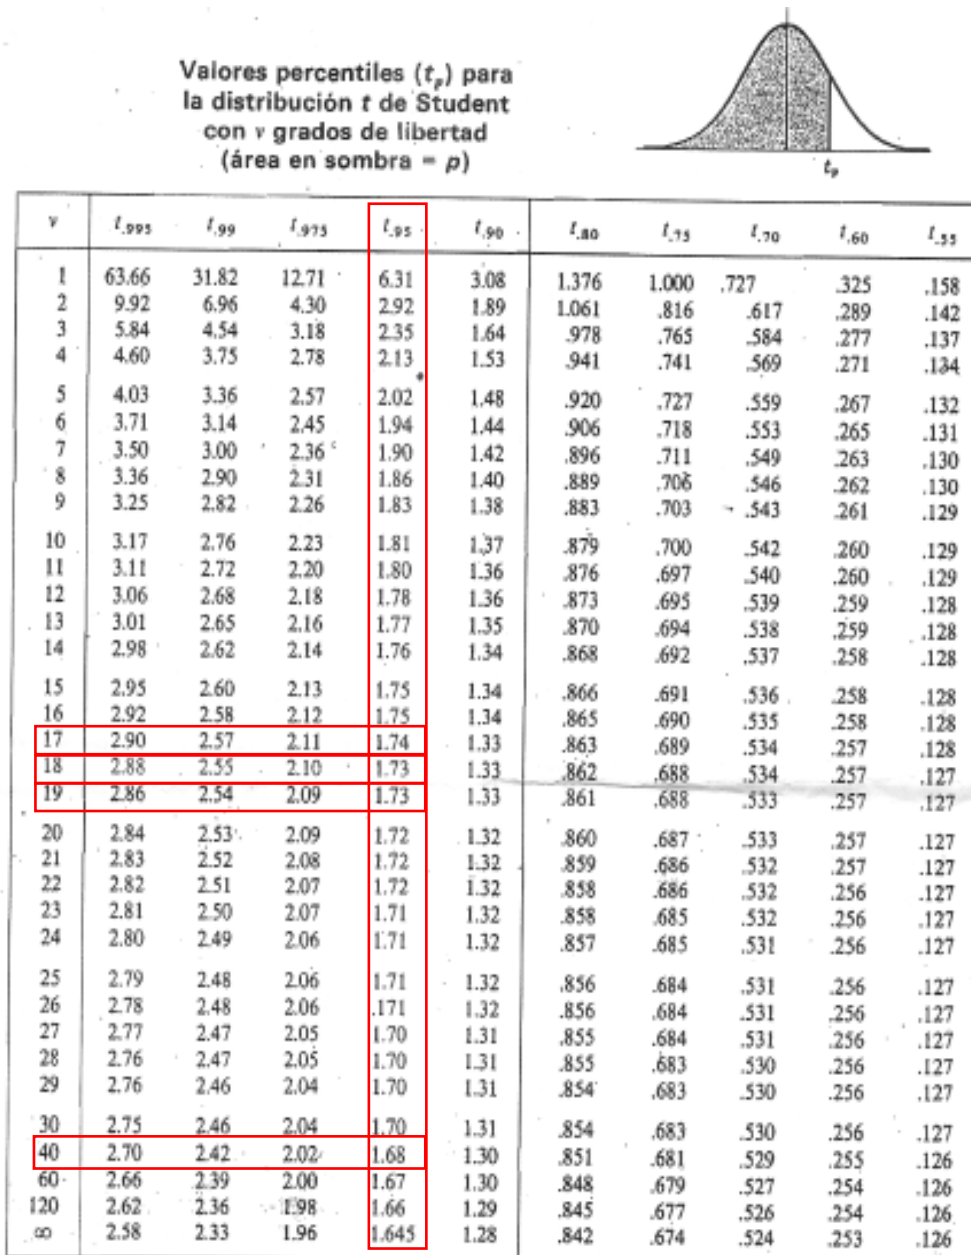 Valores percentiles (tₚ) para
la distribución t de Student
con ν grados de libertad
(área en sombra = p)
tₚ
ν t.995 t.99 t.975 t.95 t.90 t.80 t.75 t.70 t.60 t.55
1 63.66 31.82 12.71 6.31 3.08 1.376 1.000 .727 .325 .158
2 9.92 6.96 4.30 2.92 1.89 1.061 .816 .617 .289 .142
3 5.84 4.54 3.18 2.35 1.64 .978 .765 .584 .277 .137
4 4.60 3.75 2.78 2.13 1.53 .941 .741 .569 .271 .134
5 4.03 3.36 2.57 2.02 1.48 .920 .727 .559 .267 .132
6 3.71 3.14 2.45 1.94 1.44 .906 .718 .553 .265 .131
7 3.50 3.00 2.36 1.90 1.42 .896 .711 .549 .263 .130
8 3.36 2.90 2.31 1.86 1.40 .889 .706 .546 .262 .130
9 3.25 2.82 2.26 1.83 1.38 .883 .703 .543 .261 .129
10 3.17 2.76 2.23 1.81 1.37 .879 .700 .542 .260 .129
11 3.11 2.72 2.20 1.80 1.36 .876 .697 .540 .260 .129
12 3.06 2.68 2.18 1.78 1.36 .873 .695 .539 .259 .128
13 3.01 2.65 2.16 1.77 1.35 .870 .694 .538 .259 .128
14 2.98 2.62 2.14 1.76 1.34 .868 .692 .537 .258 .128
15 2.95 2.60 2.13 1.75 1.34 .866 .691 .536 .258 .128
16 2.92 2.58 2.12 1.75 1.34 .865 .690 .535 .258 .128
17 2.90 2.57 2.11 1.74 1.33 .863 .689 .534 .257 .128
18 2.88 2.55 2.10 1.73 1.33 .862 .688 .534 .257 .127
19 2.86 2.54 2.09 1.73 1.33 .861 .688 .533 .257 .127
20 2.84 2.53 2.09 1.72 1.32 .860 .687 .533 .257 .127
21 2.83 2.52 2.08 1.72 1.32 .859 .686 .532 .257 .127
22 2.82 2.51 2.07 1.72 1.32 .858 .686 .532 .256 .127
23 2.81 2.50 2.07 1.71 1.32 .858 .685 .532 .256 .127
24 2.80 2.49 2.06 1.71 1.32 .857 .685 .531 .256 .127
25 2.79 2.48 2.06 1.71 1.32 .856 .684 .531 .256 .127
26 2.78 2.48 2.06 .171 1.32 .856 .684 .531 .256 .127
27 2.77 2.47 2.05 1.70 1.31 .855 .684 .531 .256 .127
28 2.76 2.47 2.05 1.70 1.31 .855 .683 .530 .256 .127
29 2.76 2.46 2.04 1.70 1.31 .854 .683 .530 .256 .127
30 2.75 2.46 2.04 1.70 1.31 .854 .683 .530 .256 .127
40 2.70 2.42 2.02 1.68 1.30 .851 .681 .529 .255 .126
60 2.66 2.39 2.00 1.67 1.30 .848 .679 .527 .254 .126
120 2.62 2.36 1.98 1.66 1.29 .845 .677 .526 .254 .126
∞ 2.58 2.33 1.96 1.645 1.28 .842 .674 .524 .253 .126